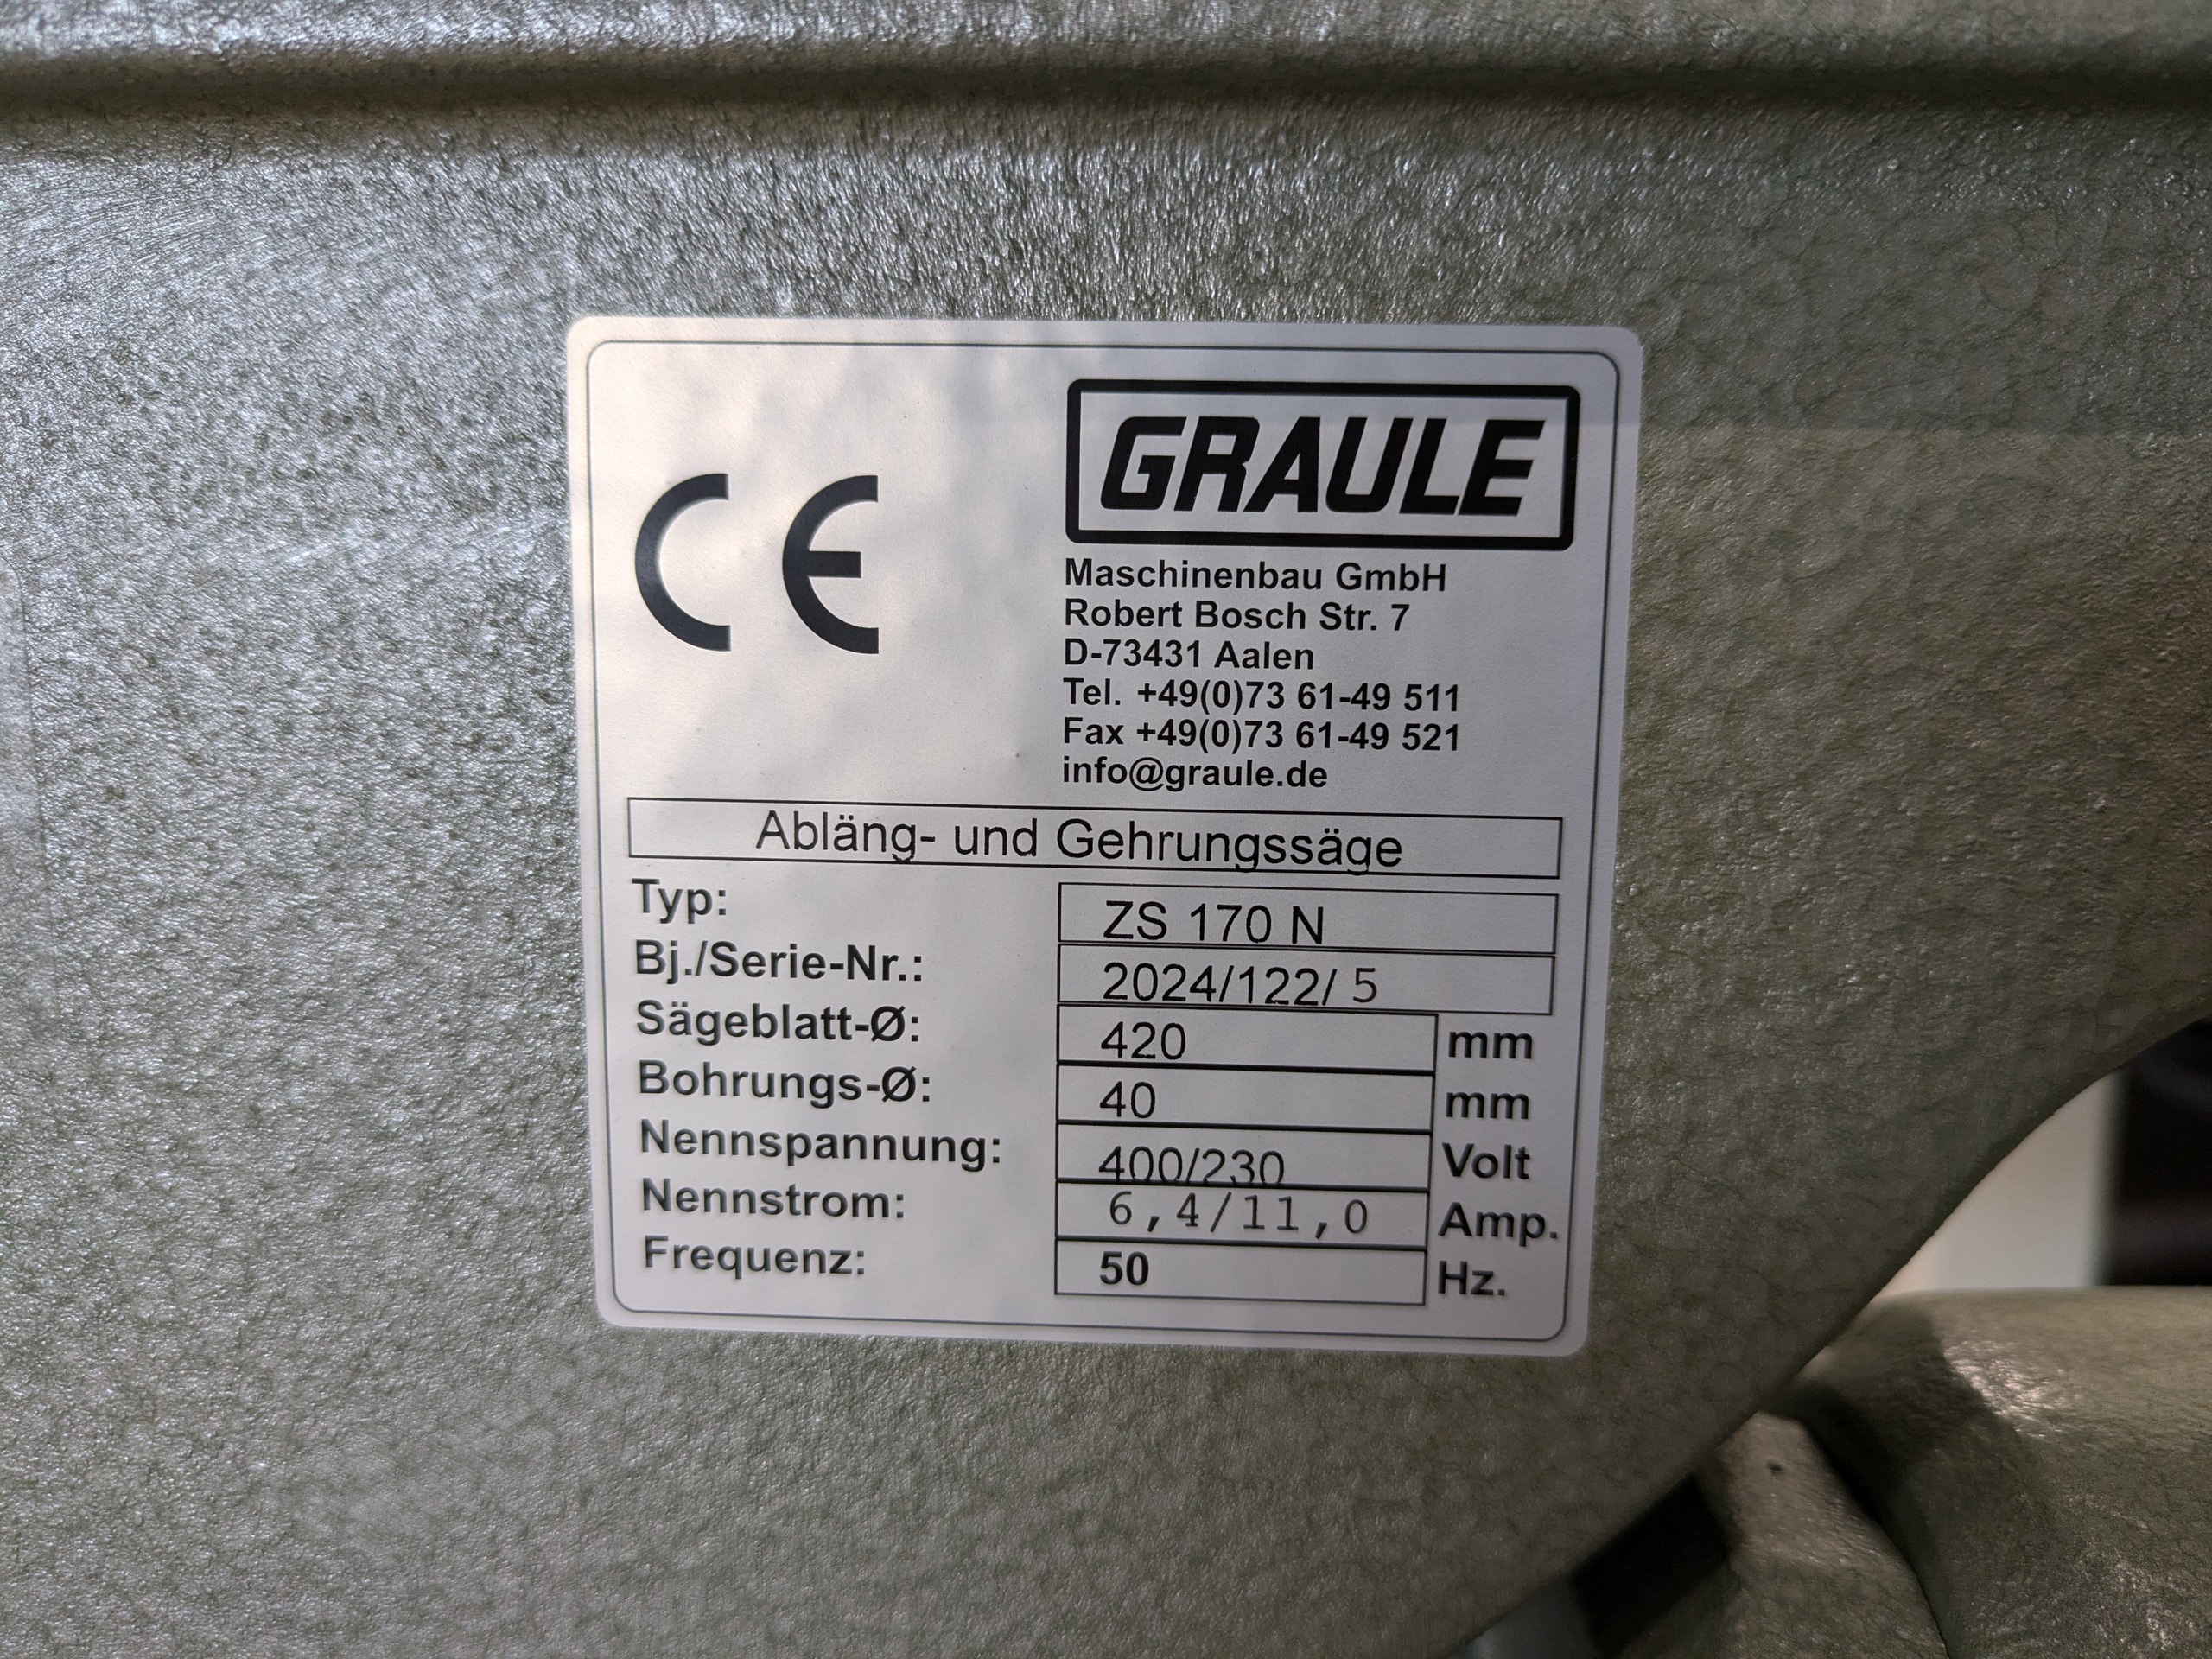 CE
GRAULE
Maschinenbau GmbH
Robert Bosch Str. 7
D-73431 Aalen
Tel. +49(0)73 61-49 511
Fax +49(0)73 61-49 521
info@graule.de
Abläng- und Gehrungssäge
Typ: ZS 170 N
Bj./Serie-Nr.: 2024/122/ 5
Sägeblatt-Ø: 420 mm
Bohrungs-Ø: 40 mm
Nennspannung: 400/230 Volt
Nennstrom: 6,4/11,0 Amp.
Frequenz: 50 Hz.